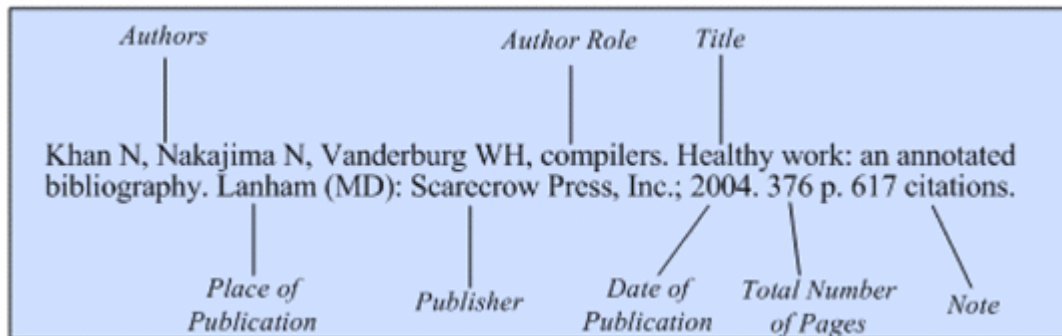 Authors Author Role Title
Khan N, Nakajima N, Vanderburg WH, compilers. Healthy work: an annotated
bibliography. Lanham (MD): Scarecrow Press, Inc.; 2004. 376 p. 617 citations.
Place of Publication Publisher Date of Publication Total Number of Pages Note